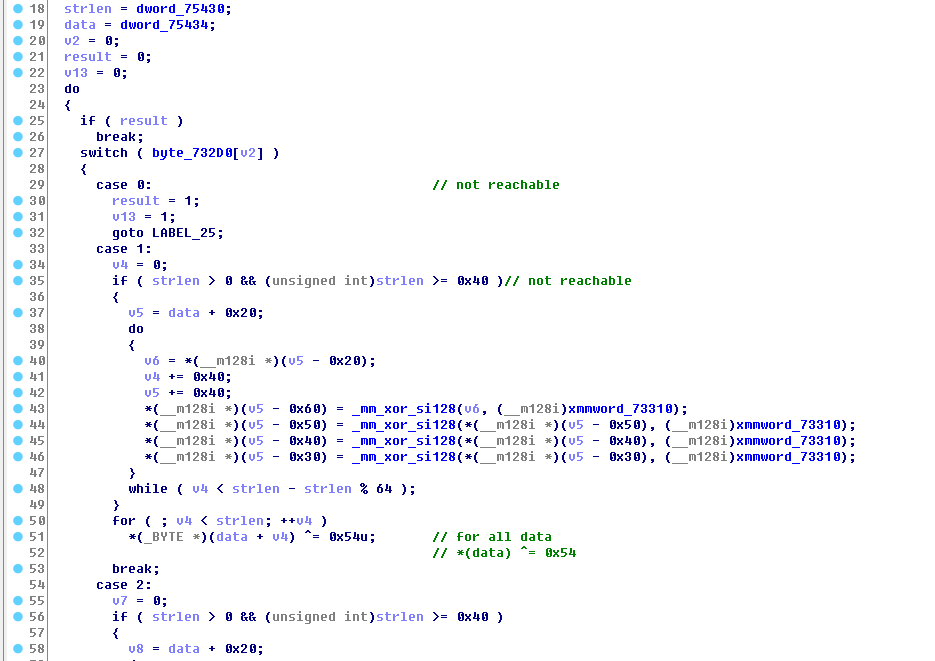 18 strlen = dword_75430;
19 data = dword_75434;
20 v2 = 0;
21 result = 0;
22 v13 = 0;
23 do
24 {
25 if ( result )
26 break;
27 switch ( byte_732D0[v2] )
28 {
29 case 0: // not reachable
30 result = 1;
31 v13 = 1;
32 goto LABEL_25;
33 case 1:
34 v4 = 0;
35 if ( strlen > 0 && (unsigned int)strlen >= 0x40 )// not reachable
36 {
37 v5 = data + 0x20;
38 do
39 {
40 v6 = *(__m128i *)(v5 - 0x20);
41 v4 += 0x40;
42 v5 += 0x40;
43 *(__m128i *)(v5 - 0x60) = _mm_xor_si128(v6, (__m128i)xmmword_73310);
44 *(__m128i *)(v5 - 0x50) = _mm_xor_si128(*(__m128i *)(v5 - 0x50), (__m128i)xmmword_73310);
45 *(__m128i *)(v5 - 0x40) = _mm_xor_si128(*(__m128i *)(v5 - 0x40), (__m128i)xmmword_73310);
46 *(__m128i *)(v5 - 0x30) = _mm_xor_si128(*(__m128i *)(v5 - 0x30), (__m128i)xmmword_73310);
47 }
48 while ( v4 < strlen - strlen % 64 );
49 }
50 for ( ; v4 < strlen; ++v4 )
51 *(_BYTE *)(data + v4) ^= 0x54u; // for all data
52 // *(data) ^= 0x54
53 break;
54 case 2:
55 v7 = 0;
56 if ( strlen > 0 && (unsigned int)strlen >= 0x40 )
57 {
58 v8 = data + 0x20;